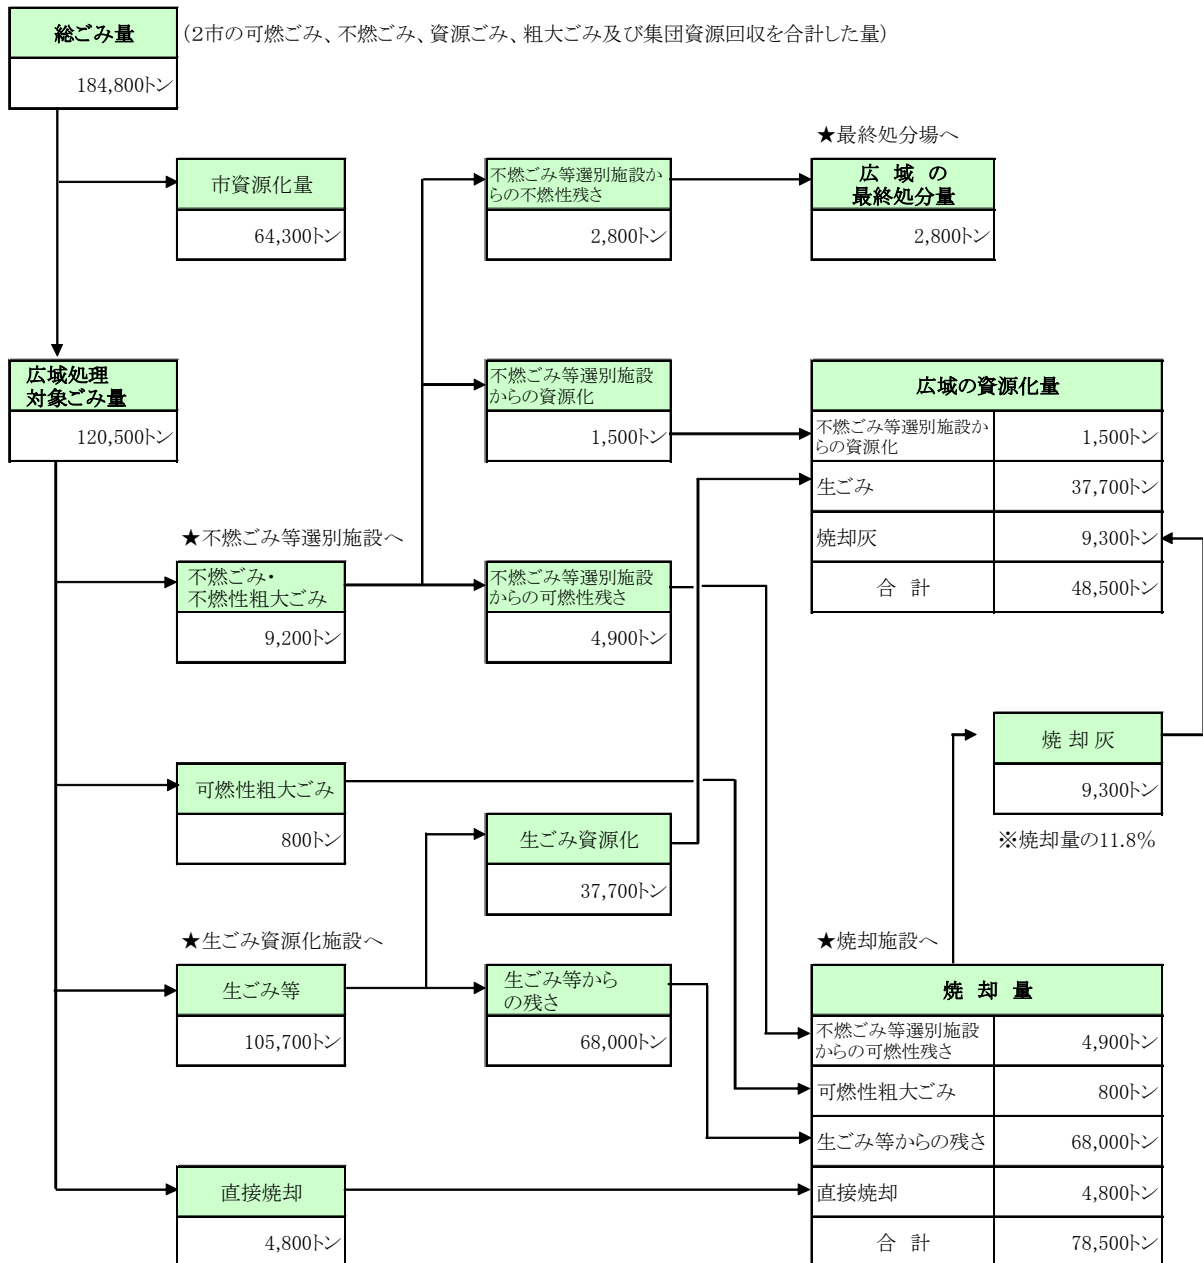 総ごみ量
(2市の可燃ごみ、不燃ごみ、資源ごみ、粗大ごみ及び集団資源回収を合計した量)
184,800トン
★最終処分場へ
市資源化量
64,300トン
不燃ごみ等選別施設か
らの不燃性残さ
2,800トン
広域の
最終処分量
2,800トン
広域処理
対象ごみ量
120,500トン
不燃ごみ等選別施設
からの資源化
1,500トン
広域の資源化量
不燃ごみ等選別施設か
らの資源化
1,500トン
生ごみ
37,700トン
焼却灰
9,300トン
合計
48,500トン
★不燃ごみ等選別施設へ
不燃ごみ・
不燃性粗大ごみ
9,200トン
不燃ごみ等選別施設
からの可燃性残さ
4,900トン
焼却灰
9,300トン
※焼却量の11.8%
可燃性粗大ごみ
800トン
生ごみ資源化
37,700トン
★生ごみ資源化施設へ
生ごみ等
105,700トン
生ごみ等から
の残さ
68,000トン
★焼却施設へ
焼却量
不燃ごみ等選別施設
からの可燃性残さ
4,900トン
可燃性粗大ごみ
800トン
生ごみ等からの残さ
68,000トン
直接焼却
4,800トン
合計
78,500トン
直接焼却
4,800トン